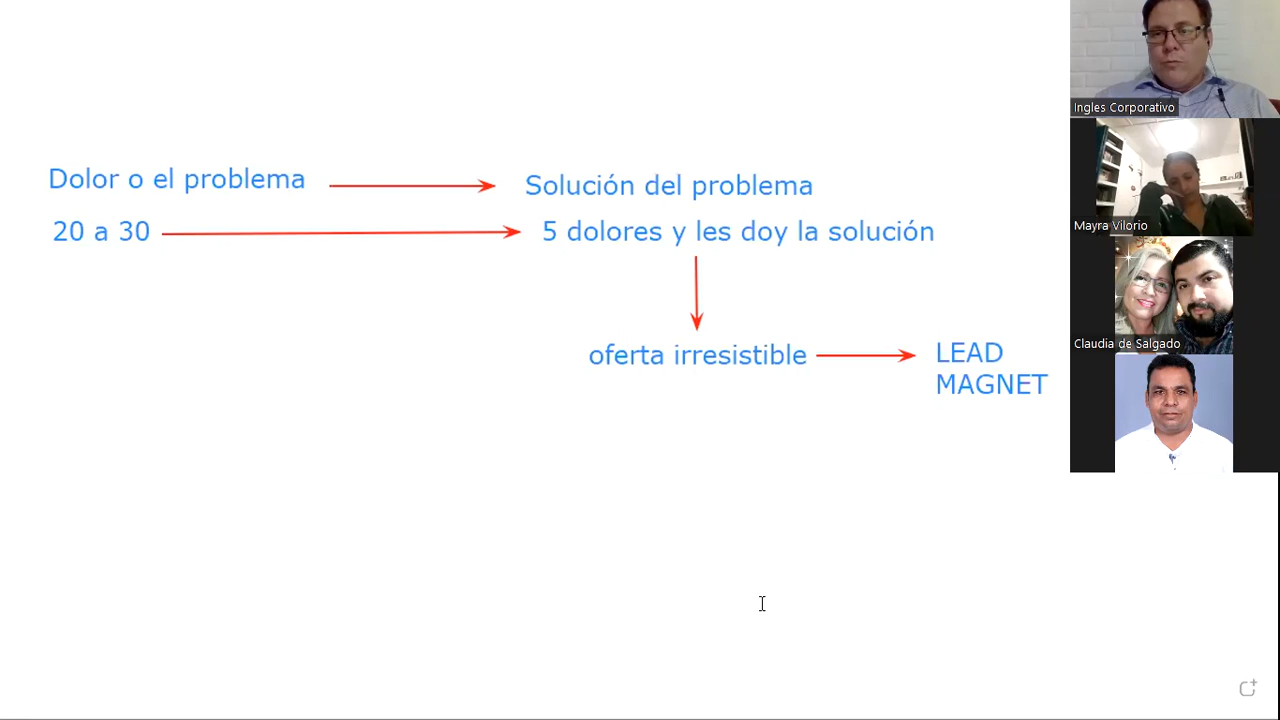 Dolor o el problema
Solución del problema
20 a 30
5 dolores y les doy la solución
oferta irresistible
LEAD
MAGNET
Ingles Corporativo
Mayra Vilorio
Claudia de Salgado